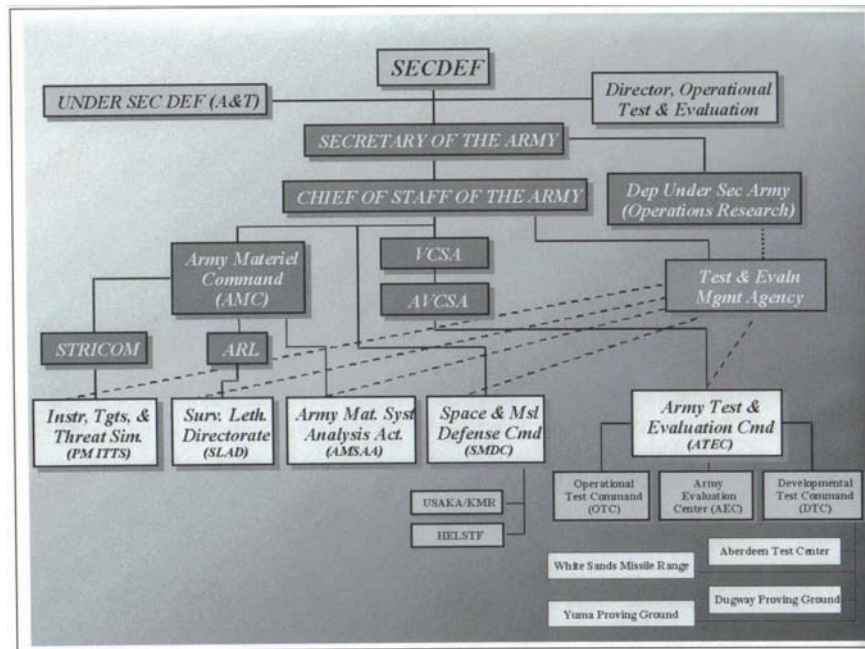 SECDEF
UNDER SEC DEF (A&T)
Director, Operational
Test & Evaluation
SECRETARY OF THE ARMY
CHIEF OF STAFF OF THE ARMY
Dep Under Sec Army
(Operations Research)
Army Materiel
Command
(AMC)
VCSA
AVCSA
Test & Evaln
Mgmt Agency
STRICOM
ARL
Instr, Tgts, &
Threat Sim.
(PM ITTS)
Surv. Leth.
Directorate
(SLAD)
Army Mat. Syst
Analysis Act.
(AMSAA)
Space & Msl
Defense Cmd
(SMDC)
Army Test &
Evaluation Cmd
(ATEC)
USAKA/KMR
HELSTF
Operational
Test Command
(OTC)
Army
Evaluation
Center (AEC)
Developmental
Test Command
(DTC)
White Sands Missile Range
Aberdeen Test Center
Yuma Proving Ground
Dugway Proving Ground